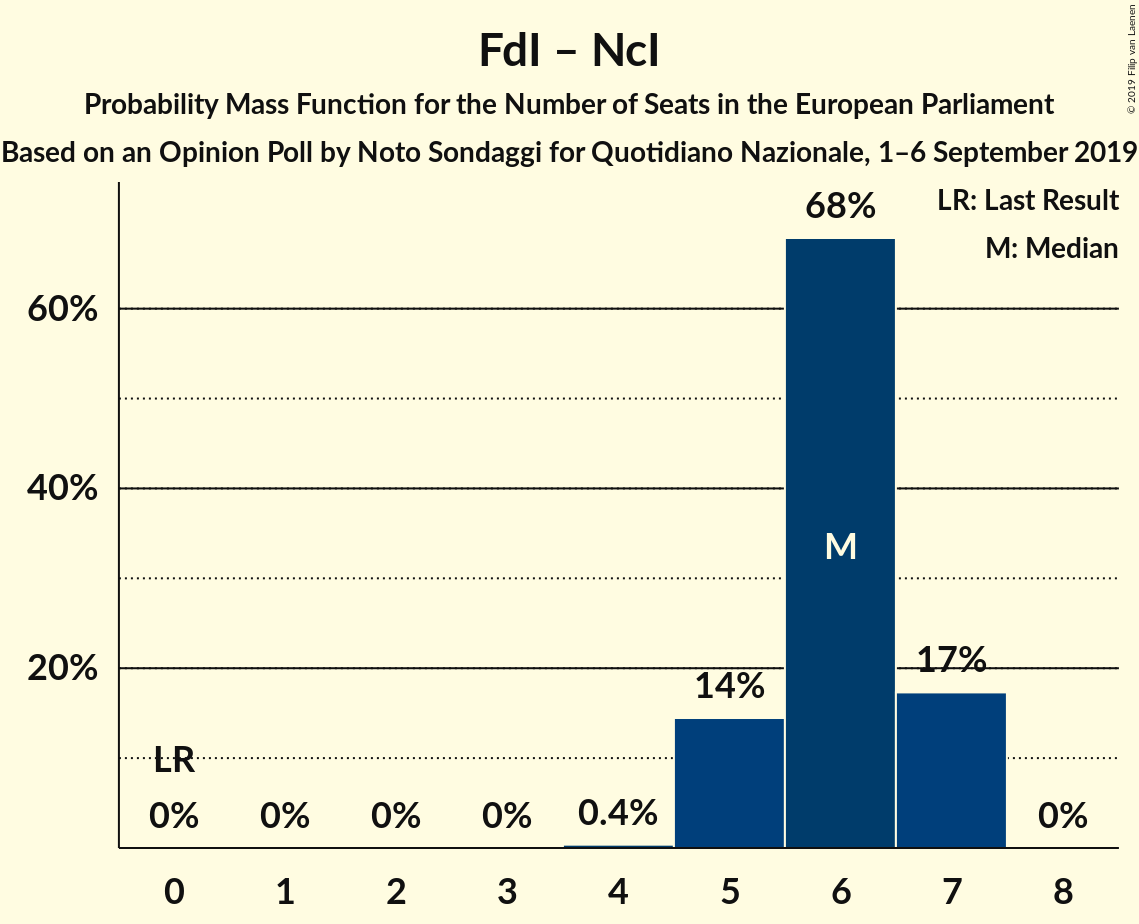 FdI – NcI
Probability Mass Function for the Number of Seats in the European Parliament
Based on an Opinion Poll by Noto Sondaggi for Quotidiano Nazionale, 1–6 September 2019
© 2019 Filip van Laenen
LR: Last Result
M: Median
68%
60%
40%
M
20%
17%
14%
LR
0%
0%
0%
0%
0.4%
0%
0 1 2 3 4 5 6 7 8